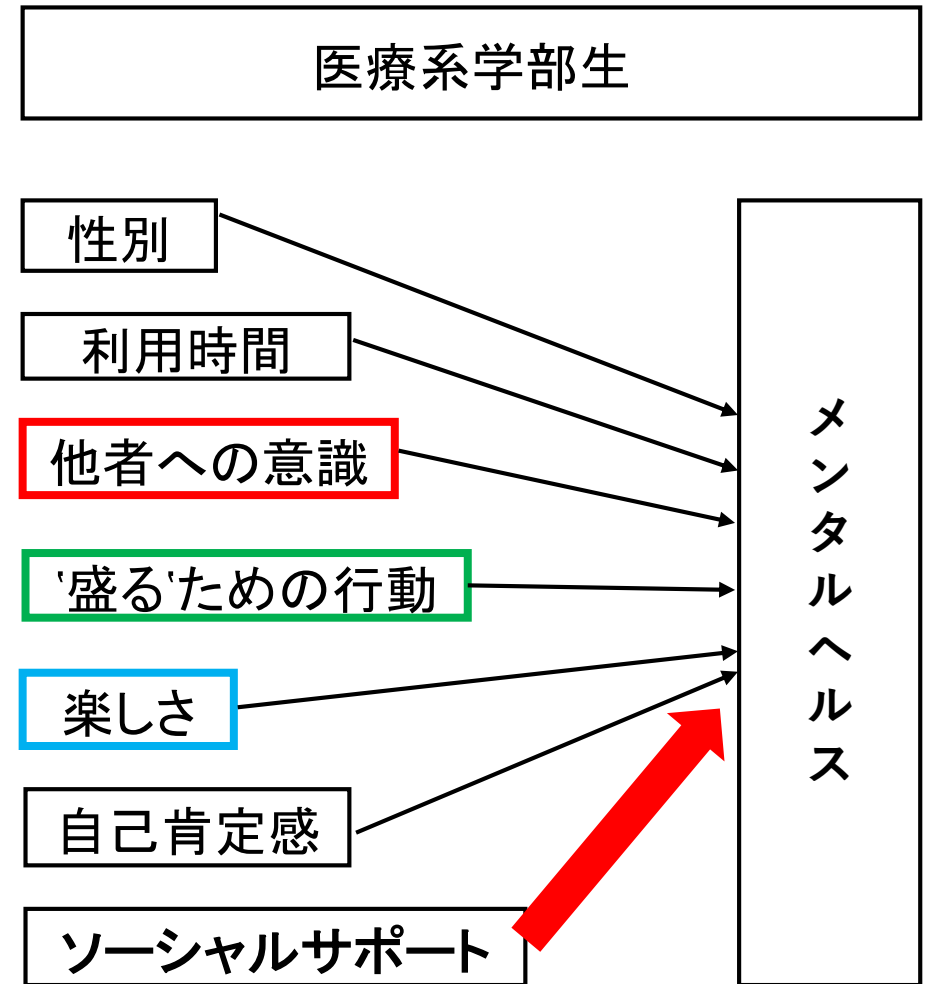 医療系学部生
性別
利用時間
他者への意識
‛盛る‛ための行動
楽しさ
自己肯定感
ソーシャルサポート
メンタルヘルス